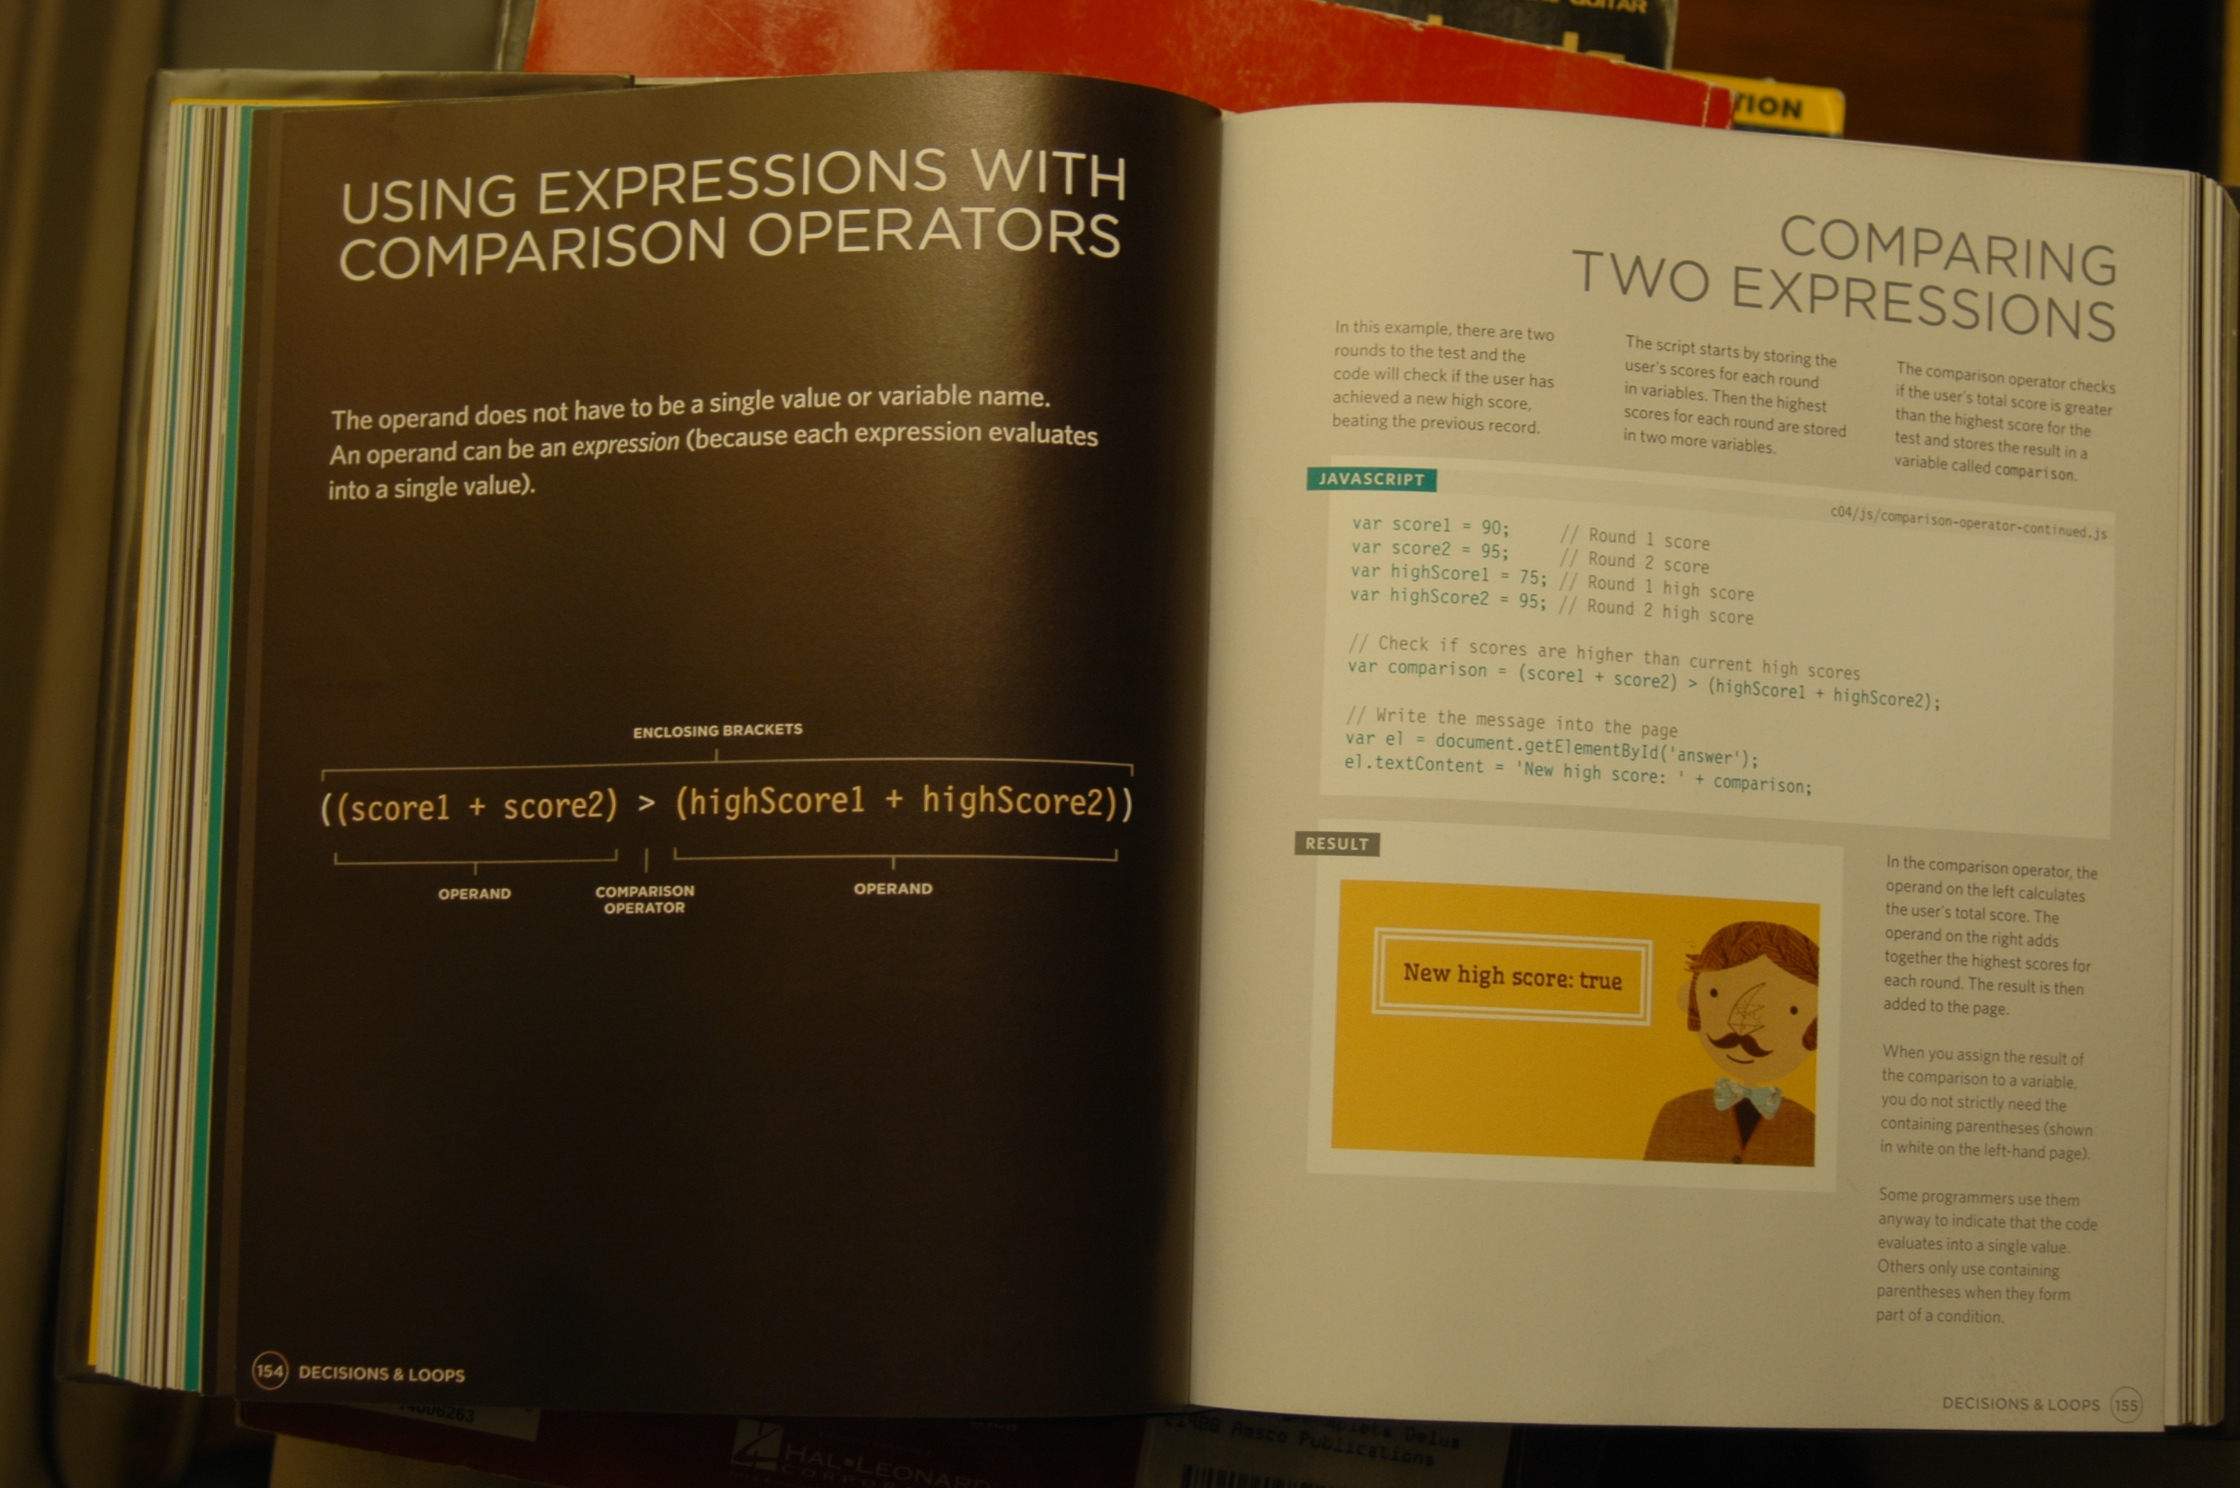 GUITAR
TION
USING EXPRESSIONS WITH
COMPARISON OPERATORS
The operand does not have to be a single value or variable name.
An operand can be an expression (because each expression evaluates
into a single value).
ENCLOSING BRACKETS
((score1 + score2) > (highScore1 + highScore2))
OPERAND
COMPARISON
OPERATOR
OPERAND
154 DECISIONS & LOOPS
COMPARING
TWO EXPRESSIONS
In this example, there are two
rounds to the test and the
code will check if the user has
achieved a new high score,
beating the previous record.
The script starts by storing the
user's scores for each round
in variables. Then the highest
scores for each round are stored
in two more variables.
The comparison operator checks
if the user's total score is greater
than the highest score for the
test and stores the result in a
variable called comparison.
JAVASCRIPT
c04/js/comparison-operator-continued.js
var score1 = 90; // Round 1 score
var score2 = 95; // Round 2 score
var highScore1 = 75; // Round 1 high score
var highScore2 = 95; // Round 2 high score
// Check if scores are higher than current high scores
var comparison = (score1 + score2) > (highScore1 + highScore2);
// Write the message into the page
var el = document.getElementById('answer');
el.textContent = 'New high score: ' + comparison;
RESULT
New high score: true
In the comparison operator, the
operand on the left calculates
the user's total score. The
operand on the right adds
together the highest scores for
each round. The result is then
added to the page.
When you assign the result of
the comparison to a variable,
you do not strictly need the
containing parentheses (shown
in white on the left-hand page).
Some programmers use them
anyway to indicate that the code
evaluates into a single value.
Others only use containing
parentheses when they form
part of a condition.
DECISIONS & LOOPS 155
14006263
HAL•LEONARD
Delux
Amsco Publications